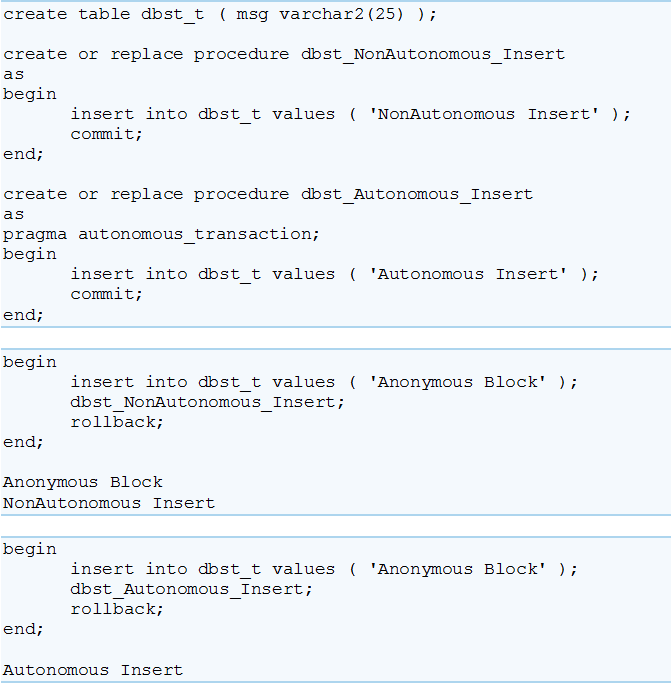 create table dbst_t ( msg varchar2(25) );
create or replace procedure dbst_NonAutonomous_Insert
as
begin
insert into dbst_t values ( 'NonAutonomous Insert' );
commit;
end;
create or replace procedure dbst_Autonomous_Insert
as
pragma autonomous_transaction;
begin
insert into dbst_t values ( 'Autonomous Insert' );
commit;
end;
begin
insert into dbst_t values ( 'Anonymous Block' );
dbst_NonAutonomous_Insert;
rollback;
end;
Anonymous Block
NonAutonomous Insert
begin
insert into dbst_t values ( 'Anonymous Block' );
dbst_Autonomous_Insert;
rollback;
end;
Autonomous Insert